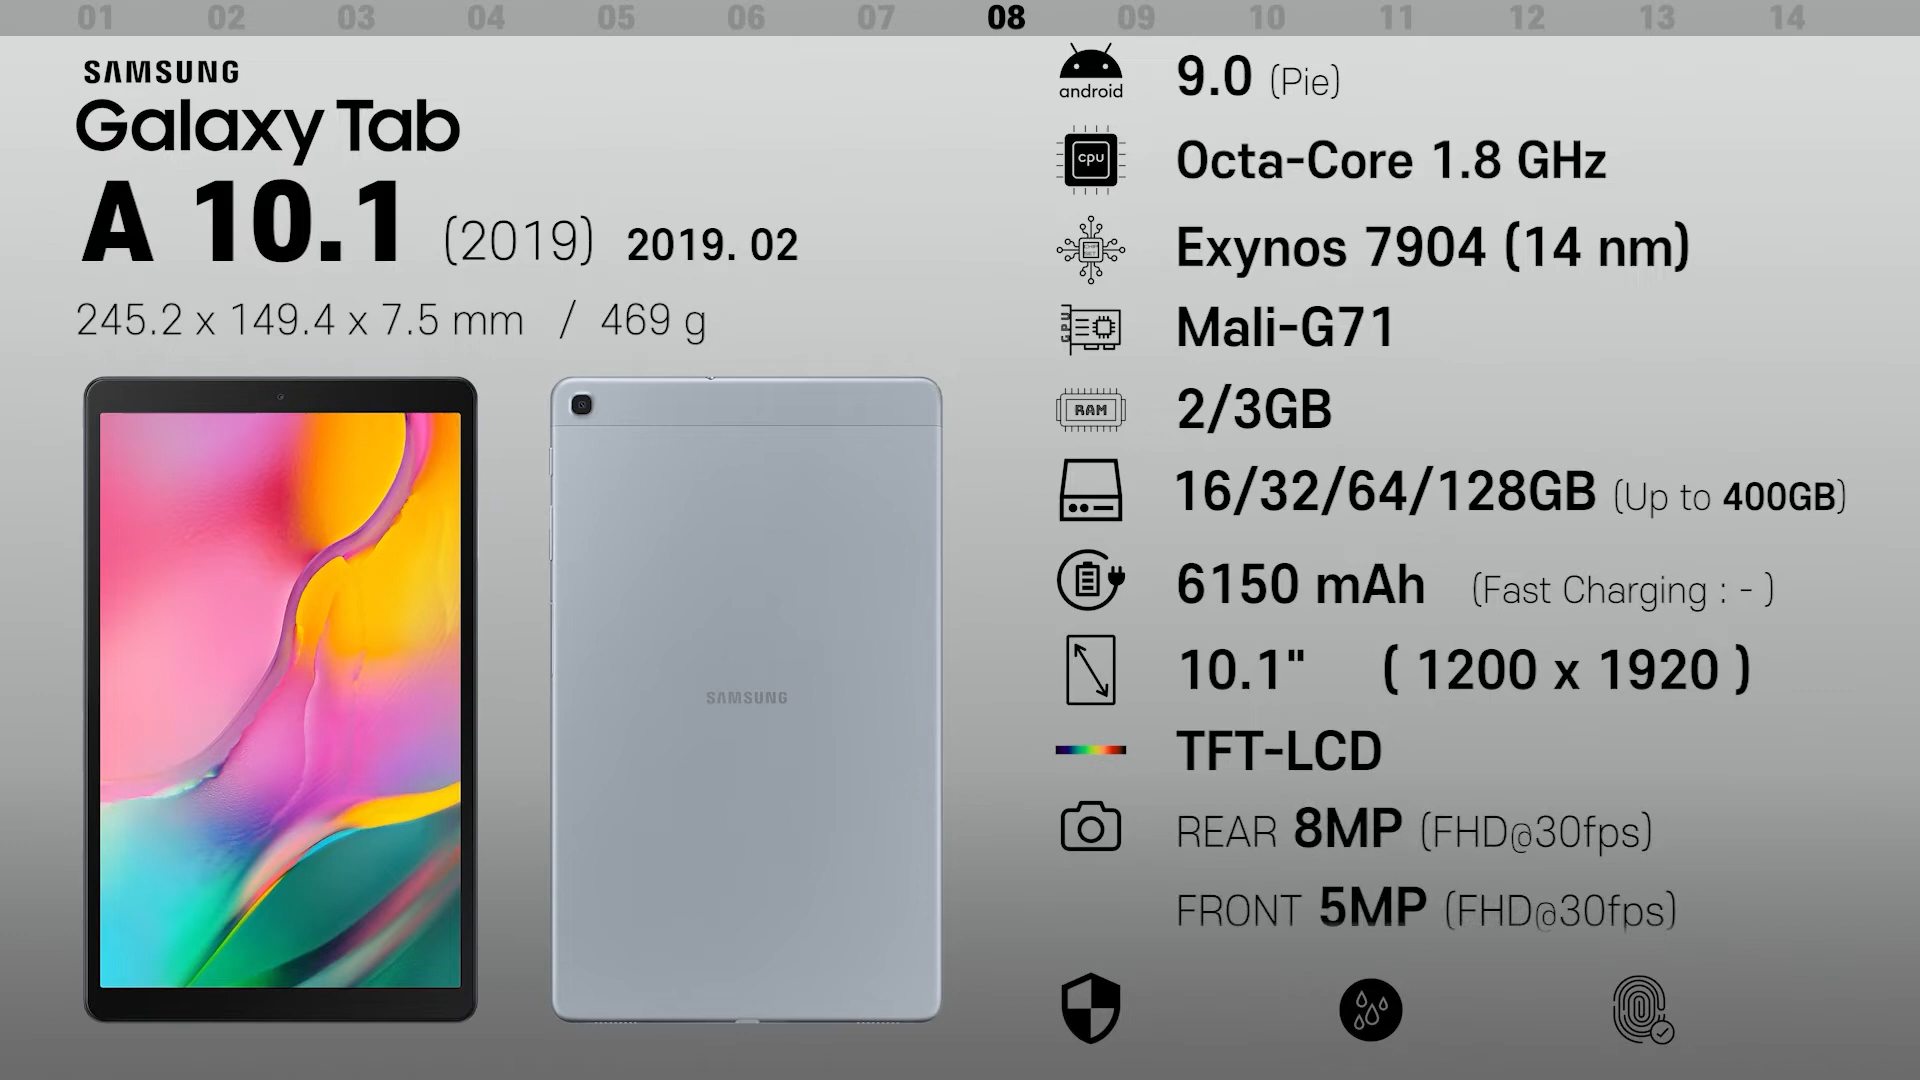 01 02 03 04 05 06 07 08 09 10 11 12 13 14
SAMSUNG
Galaxy Tab
A 10.1 (2019) 2019. 02
245.2 x 149.4 x 7.5 mm / 469 g
SAMSUNG
android 9.0 (Pie)
CPU Octa-Core 1.8 GHz
Exynos 7904 (14 nm)
GPU Mali-G71
RAM 2/3GB
16/32/64/128GB (Up to 400GB)
6150 mAh (Fast Charging : - )
10.1" ( 1200 x 1920 )
TFT-LCD
REAR 8MP (FHD@30fps)
FRONT 5MP (FHD@30fps)